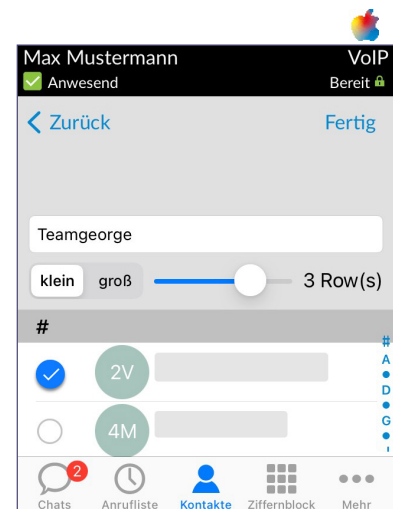 Max Mustermann VoIP
Anwesend Bereit
Zurück Fertig
Teamgeorge
klein groß 3 Row(s)
#
#
A
D
G
I
2V
4M
2
Chats Anrufliste Kontakte Ziffernblock Mehr